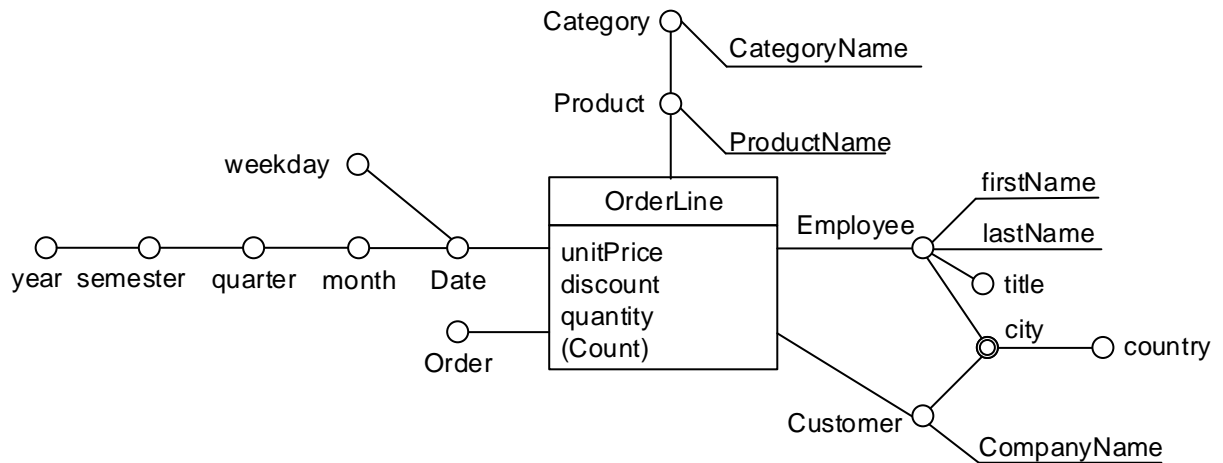 Category
CategoryName
Product
ProductName
weekday
OrderLine
firstName
Employee
lastName
unitPrice
discount
quantity
(Count)
year semester quarter month Date
title
city
country
Order
Customer
CompanyName